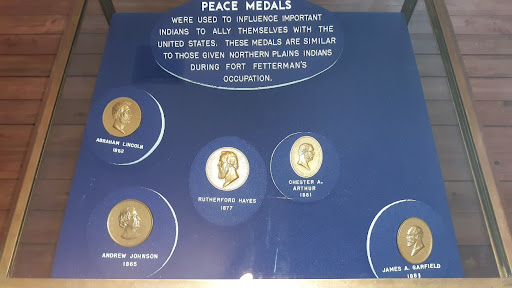 PEACE MEDALS
WERE USED TO INFLUENCE IMPORTANT
INDIANS TO ALLY THEMSELVES WITH THE
UNITED STATES. THESE MEDALS ARE SIMILAR
TO THOSE GIVEN NORTHERN PLAINS INDIANS
DURING FORT FETTERMAN'S
OCCUPATION.
ABRAHAM LINCOLN
1862
RUTHERFORD HAYES
1877
CHESTER A.
ARTHUR
1881
ANDREW JOHNSON
1865
JAMES A. GARFIELD
1881